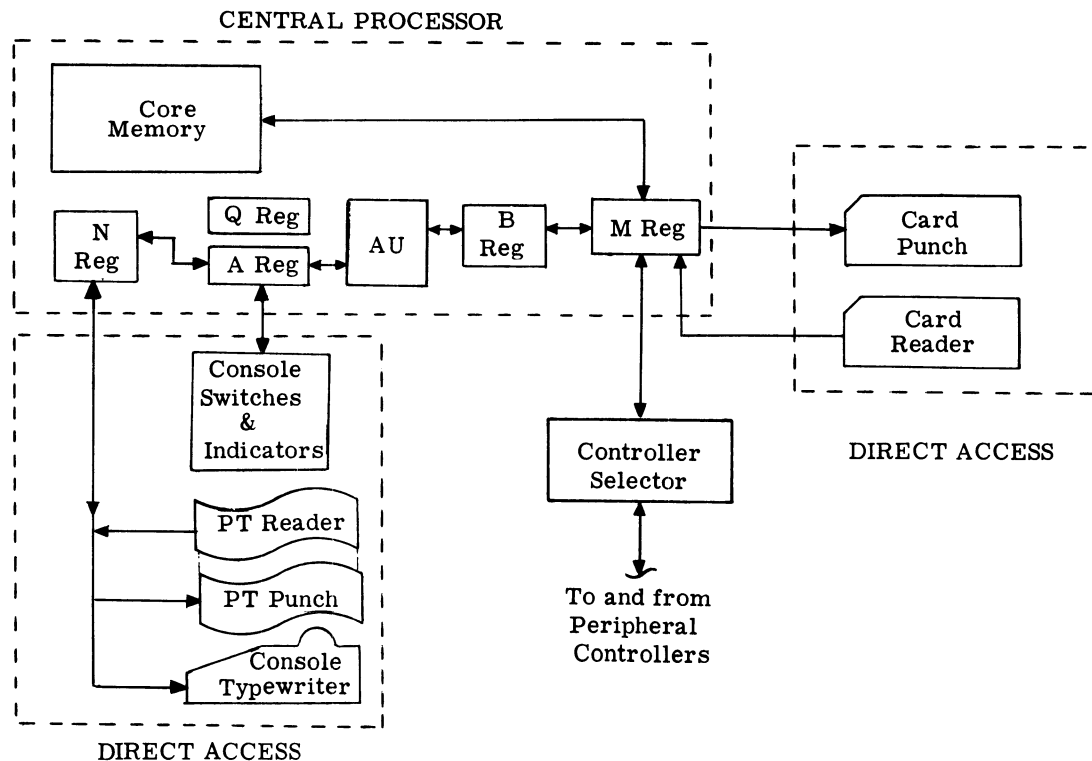 CENTRAL PROCESSOR
Core
Memory
Q Reg
N
Reg
A Reg
AU
B
Reg
M Reg
Card
Punch
Card
Reader
DIRECT ACCESS
Console
Switches
&
Indicators
Controller
Selector
PT Reader
PT Punch
Console
Typewriter
To and from
Peripheral
Controllers
DIRECT ACCESS